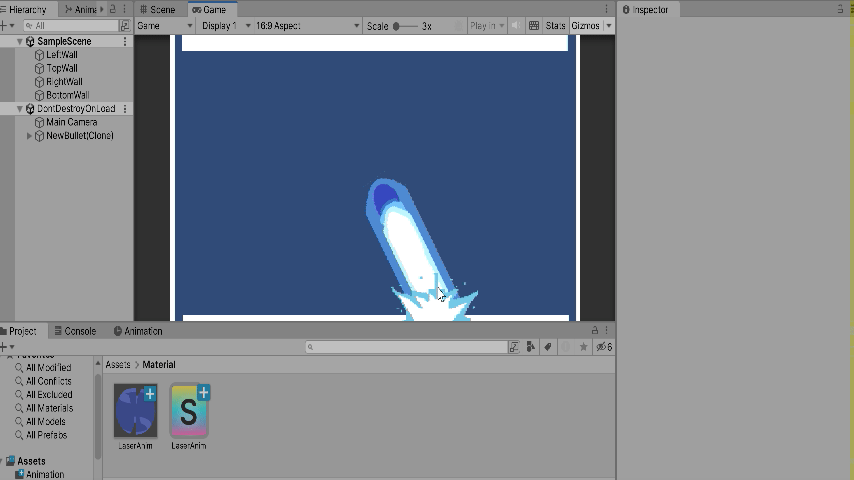 Hierarchy
Anima
Scene
Game
Inspector
All
Game
Display 1
16:9 Aspect
Scale
3x
Play In
Stats
Gizmos
SampleScene
LeftWall
TopWall
RightWall
BottomWall
DontDestroyOnLoad
Main Camera
NewBullet(Clone)
Project
Console
Animation
6
Favorites
All Modified
All Conflicts
All Excluded
All Materials
All Models
All Prefabs
Assets
Animation
Assets > Material
S
LaserAnim
LaserAnim